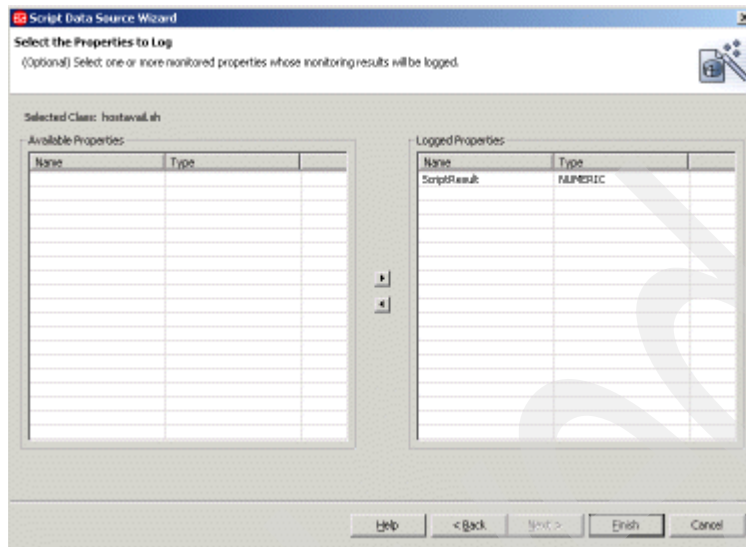 Script Data Source Wizard
Select the Properties to Log
(Optional) Select one or more monitored properties whose monitoring results will be logged.
Selected Class: hostavail.sh
Available Properties
Name Type
Logged Properties
Name Type
ScriptResult NUMERIC
Help < Back Next > Finish Cancel